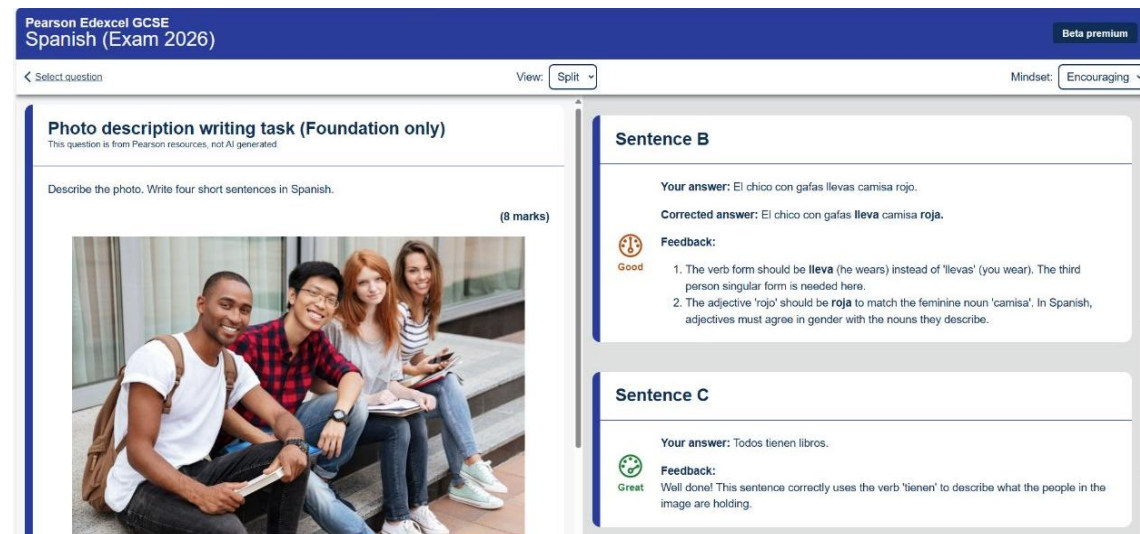 Pearson Edexcel GCSE
Spanish (Exam 2026)
Beta premium
Select question
View: Split
Mindset: Encouraging
Photo description writing task (Foundation only)
This question is from Pearson resources, not AI generated.
Describe the photo. Write four short sentences in Spanish.
(8 marks)
Sentence B
Your answer: El chico con gafas llevas camisa rojo.
Corrected answer: El chico con gafas lleva camisa roja.
Good
Feedback:
1. The verb form should be lleva (he wears) instead of 'llevas' (you wear). The third
person singular form is needed here.
2. The adjective 'rojo' should be roja to match the feminine noun 'camisa'. In Spanish,
adjectives must agree in gender with the nouns they describe.
Sentence C
Your answer: Todos tienen libros.
Great
Feedback:
Well done! This sentence correctly uses the verb 'tienen' to describe what the people in the
image are holding.